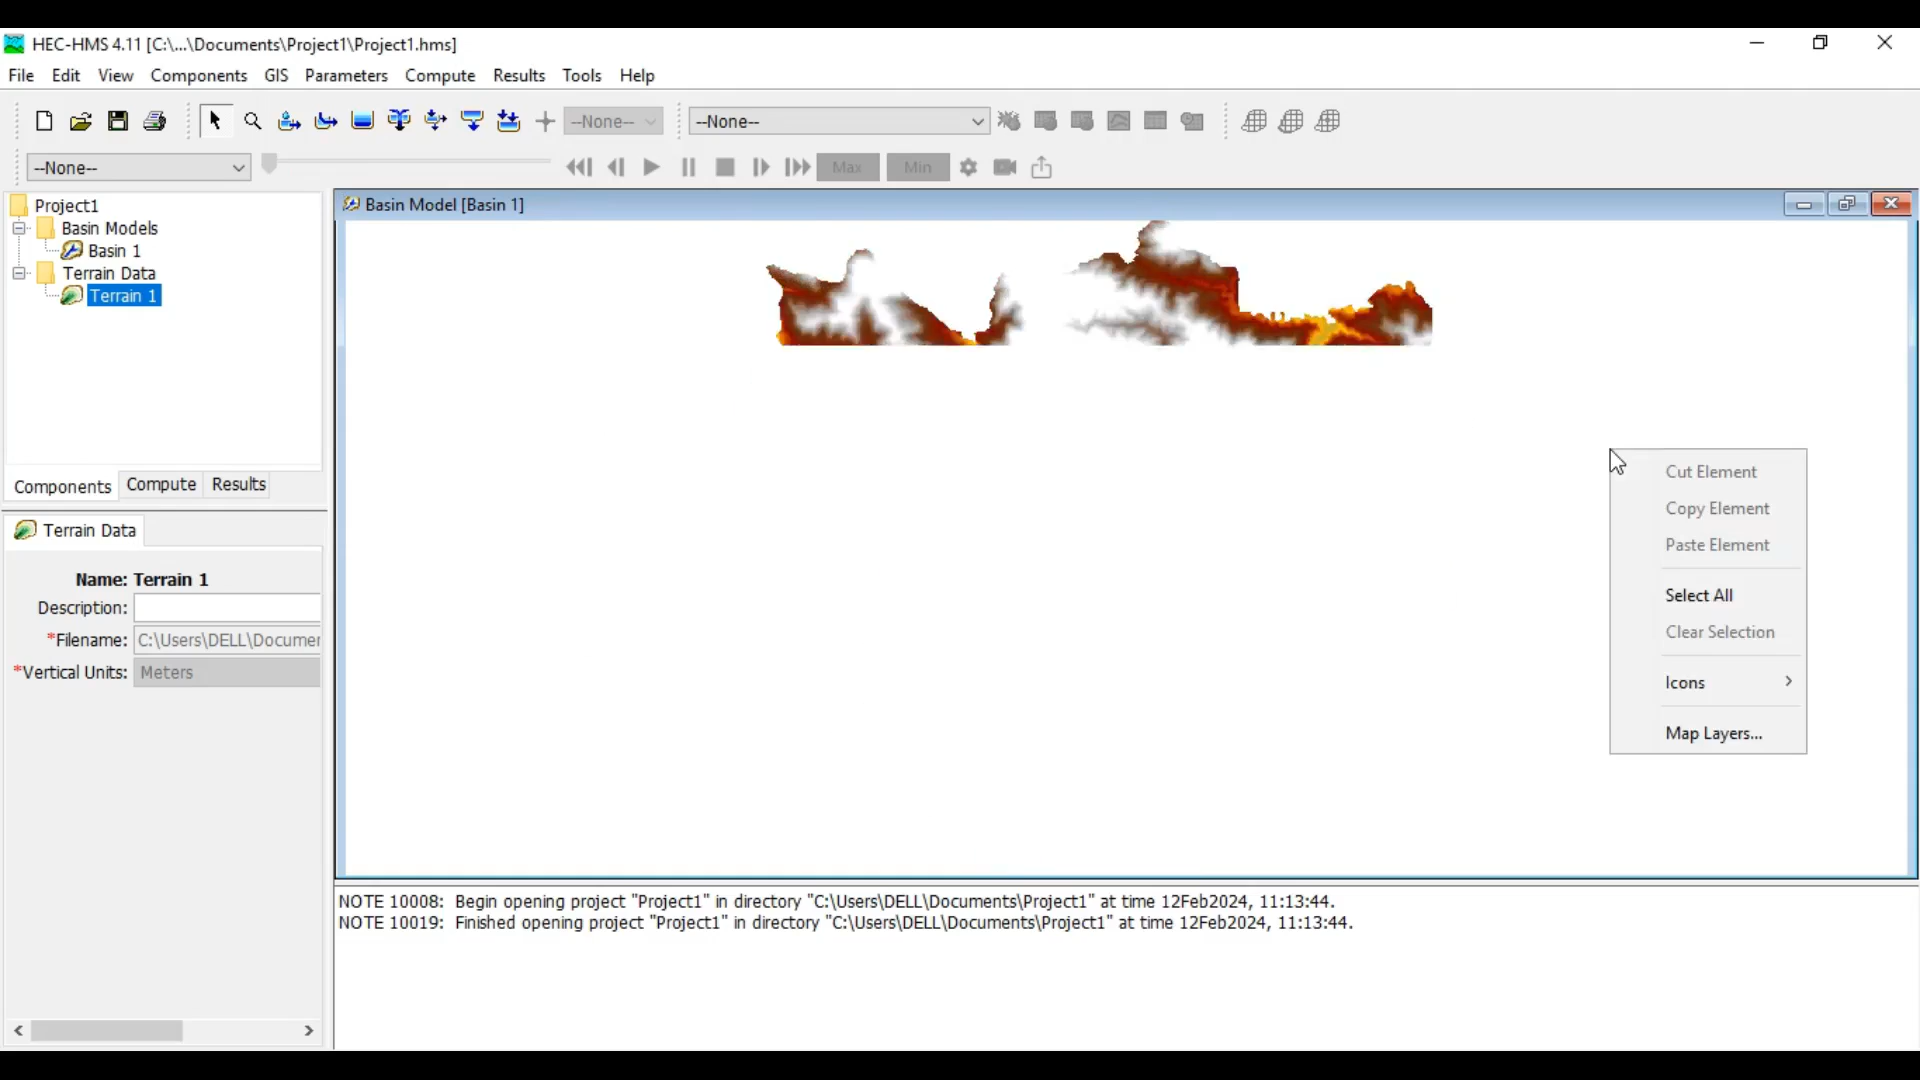 HEC-HMS 4.11 [C:\...\Documents\Project1\Project1.hms]
File Edit View Components GIS Parameters Compute Results Tools Help
--None-- --None--
--None-- Max Min
Project1
Basin Models
Basin 1
Terrain Data
Terrain 1
Components Compute Results
Terrain Data
Name: Terrain 1
Description:
*Filename: C:\Users\DELL\Documer
*Vertical Units: Meters
Basin Model [Basin 1]
Cut Element
Copy Element
Paste Element
Select All
Clear Selection
Icons
Map Layers...
NOTE 10008: Begin opening project "Project1" in directory "C:\Users\DELL\Documents\Project1" at time 12Feb2024, 11:13:44.
NOTE 10019: Finished opening project "Project1" in directory "C:\Users\DELL\Documents\Project1" at time 12Feb2024, 11:13:44.